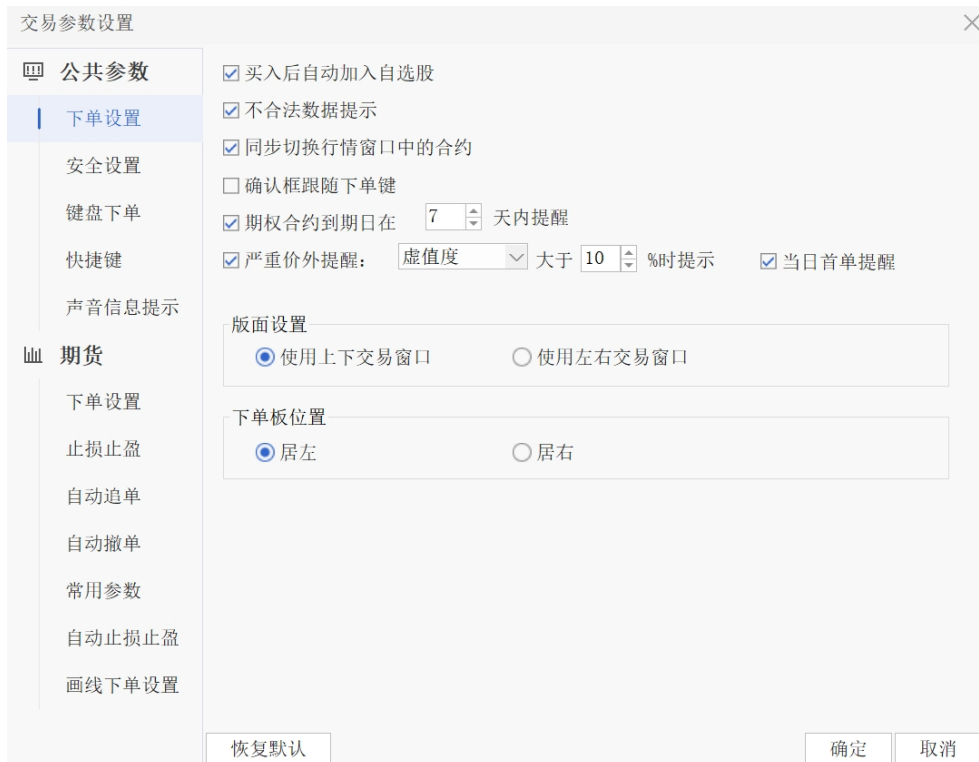 交易参数设置
公共参数
下单设置
安全设置
键盘下单
快捷键
声音信息提示
期货
下单设置
止损止盈
自动追单
自动撤单
常用参数
自动止损止盈
画线下单设置
买入后自动加入自选股
不合法数据提示
同步切换行情窗口中的合约
确认框跟随下单键
期权合约到期日在 7 天内提醒
严重价外提醒： 虚值度 大于 10 %时提示 当日首单提醒
版面设置
使用上下交易窗口 使用左右交易窗口
下单板位置
居左 居右
恢复默认 确定 取消